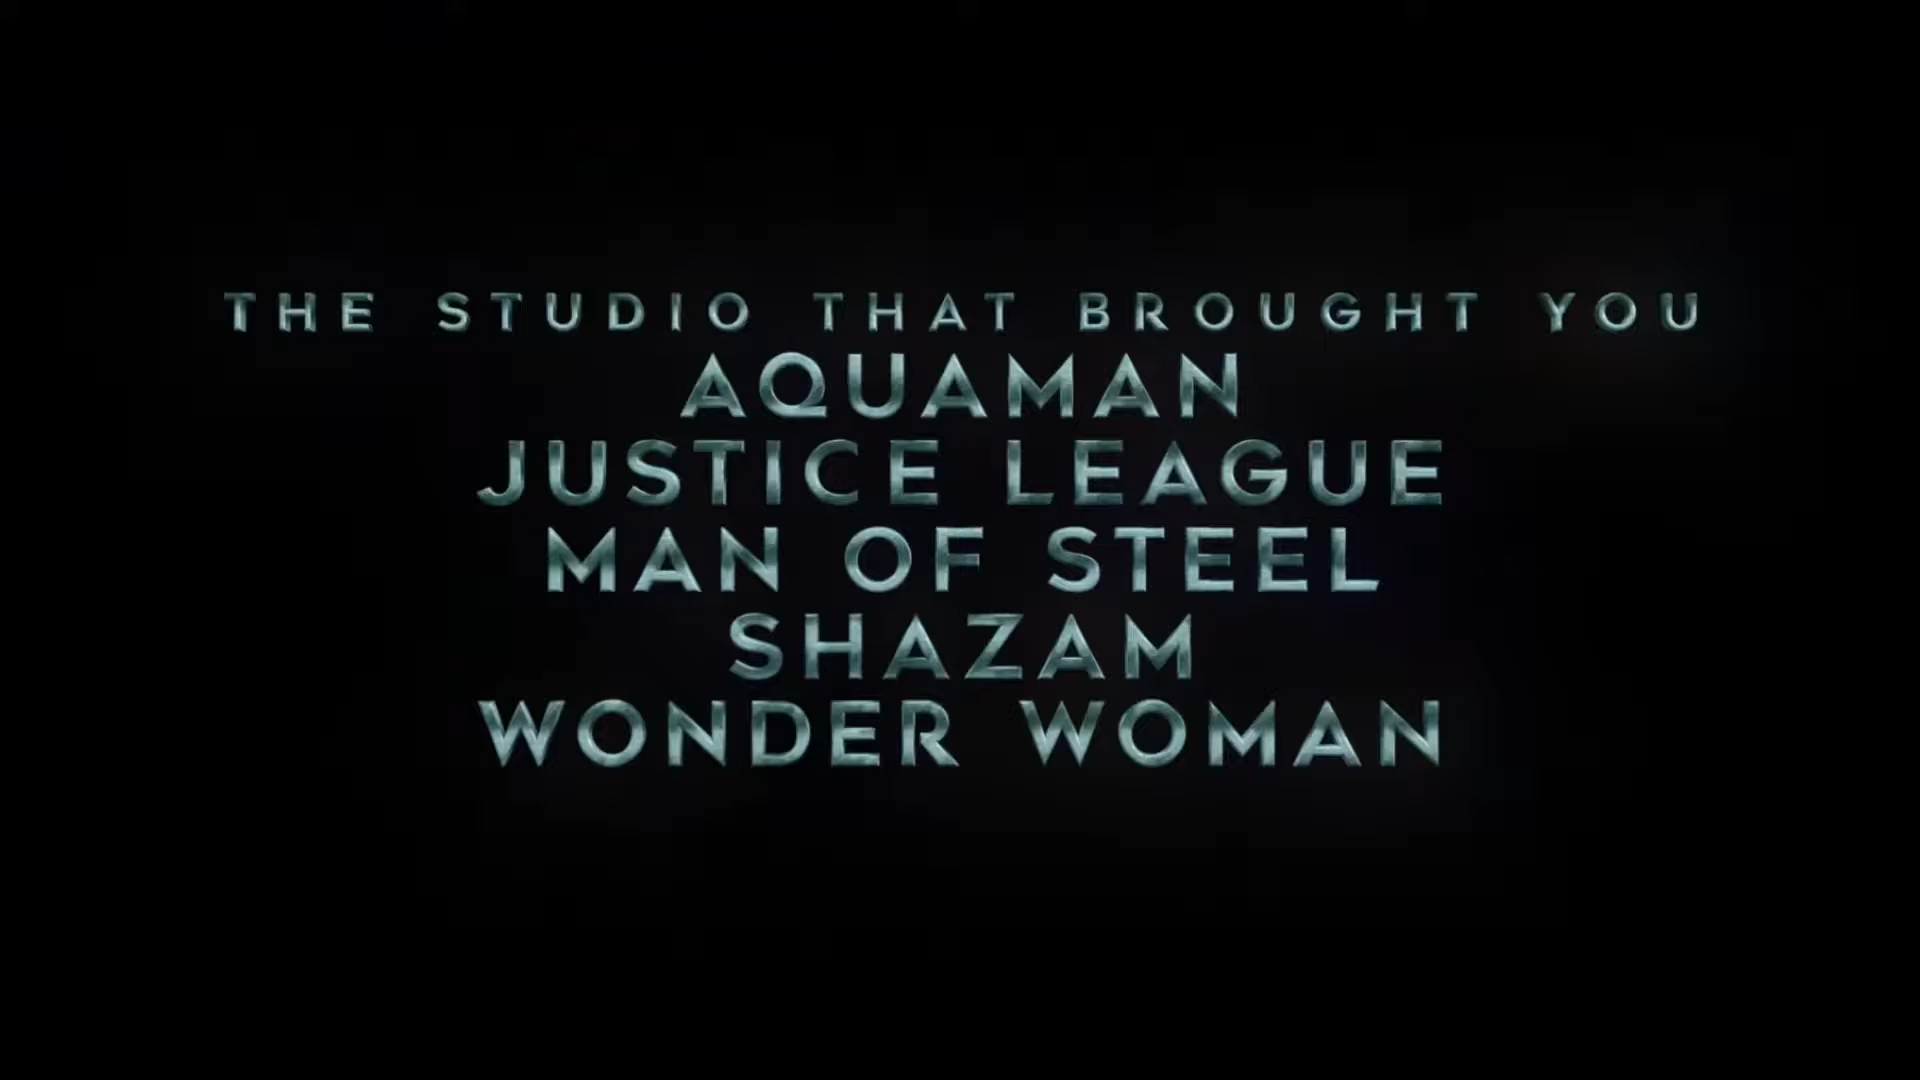 THE STUDIO THAT BROUGHT YOU
AQUAMAN
JUSTICE LEAGUE
MAN OF STEEL
SHAZAM
WONDER WOMAN